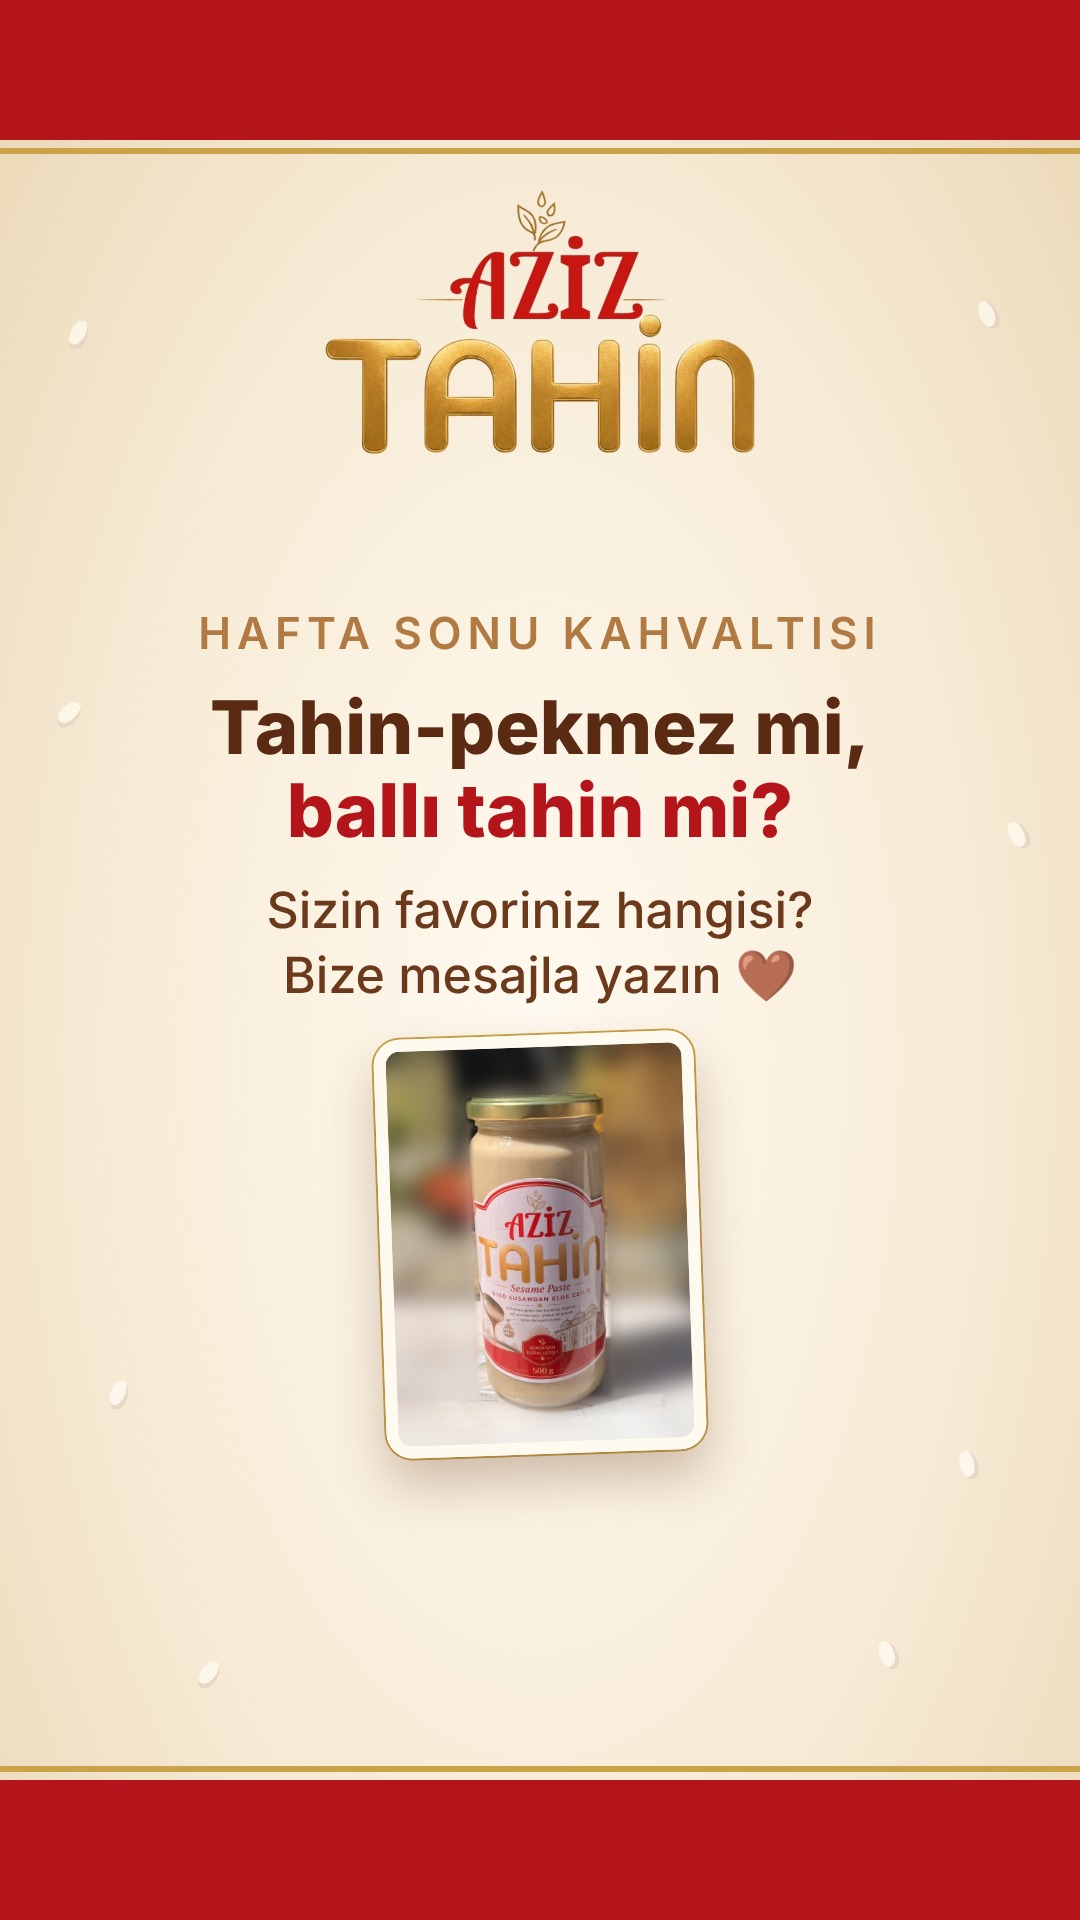 AZİZ
TAHİN
HAFTA SONU KAHVALTISI
Tahin-pekmez mi,
ballı tahin mi?
Sizin favoriniz hangisi?
Bize mesajla yazın 🤎
AZİZ
TAHİN
Sesame Paste
500 g